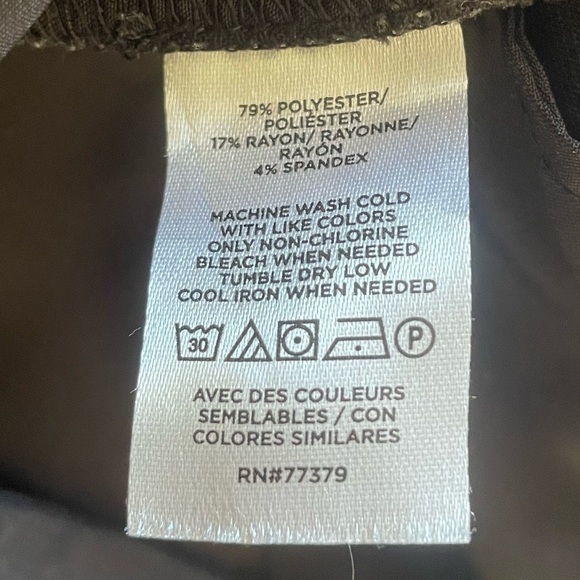 79% POLYESTER/
POLIÉSTER
17% RAYON/ RAYONNE/
RAYÓN
4% SPANDEX
MACHINE WASH COLD
WITH LIKE COLORS
ONLY NON-CHLORINE
BLEACH WHEN NEEDED
TUMBLE DRY LOW
COOL IRON WHEN NEEDED
30 P
AVEC DES COULEURS
SEMBLABLES / CON
COLORES SIMILARES
RN#77379